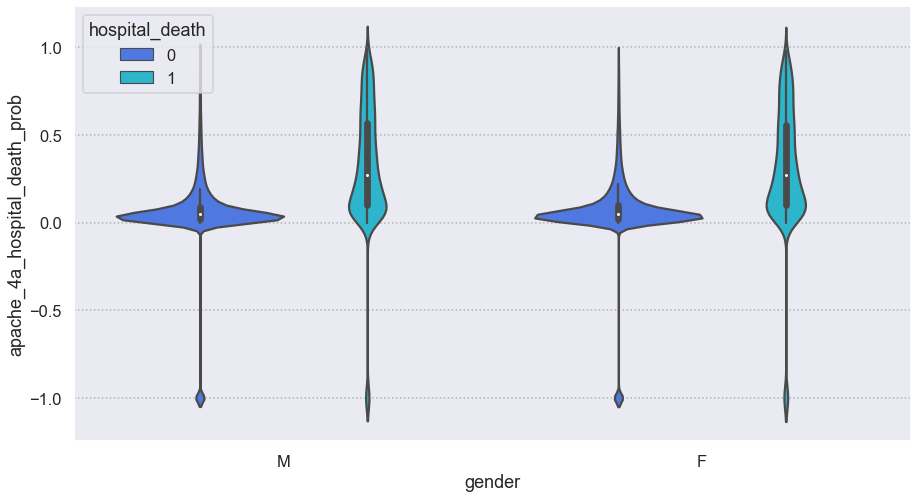 hospital_death
0
1
apache_4a_hospital_death_prob
1.0
0.5
0.0
−0.5
−1.0
M
F
gender